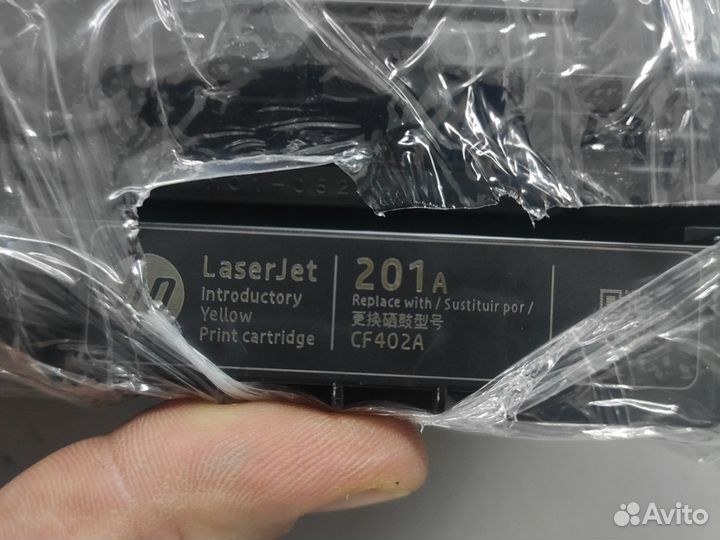 LaserJet
Introductory
Yellow
Print cartridge
201A
Replace with / Sustituir por /
更换硒鼓型号
CF402A
Avito